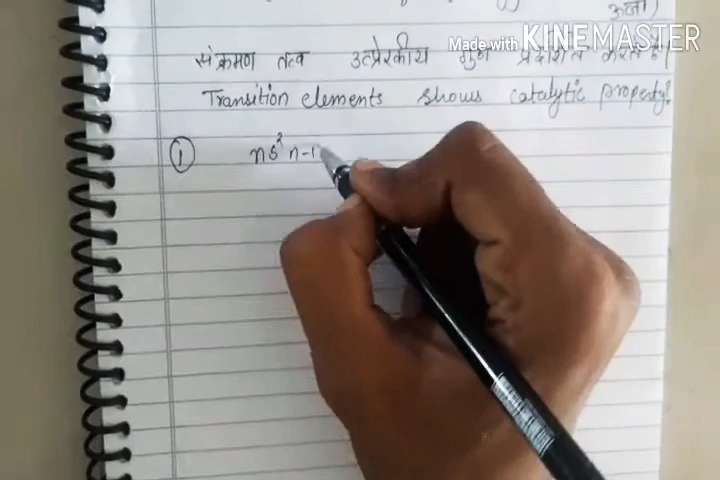 ऊर्जा)
Made with KINEMASTER
संक्रमण तत्व उत्प्रेरकीय गुण प्रदर्शित करते है।
Transition elements shows catalytic property?
① ns² n-1